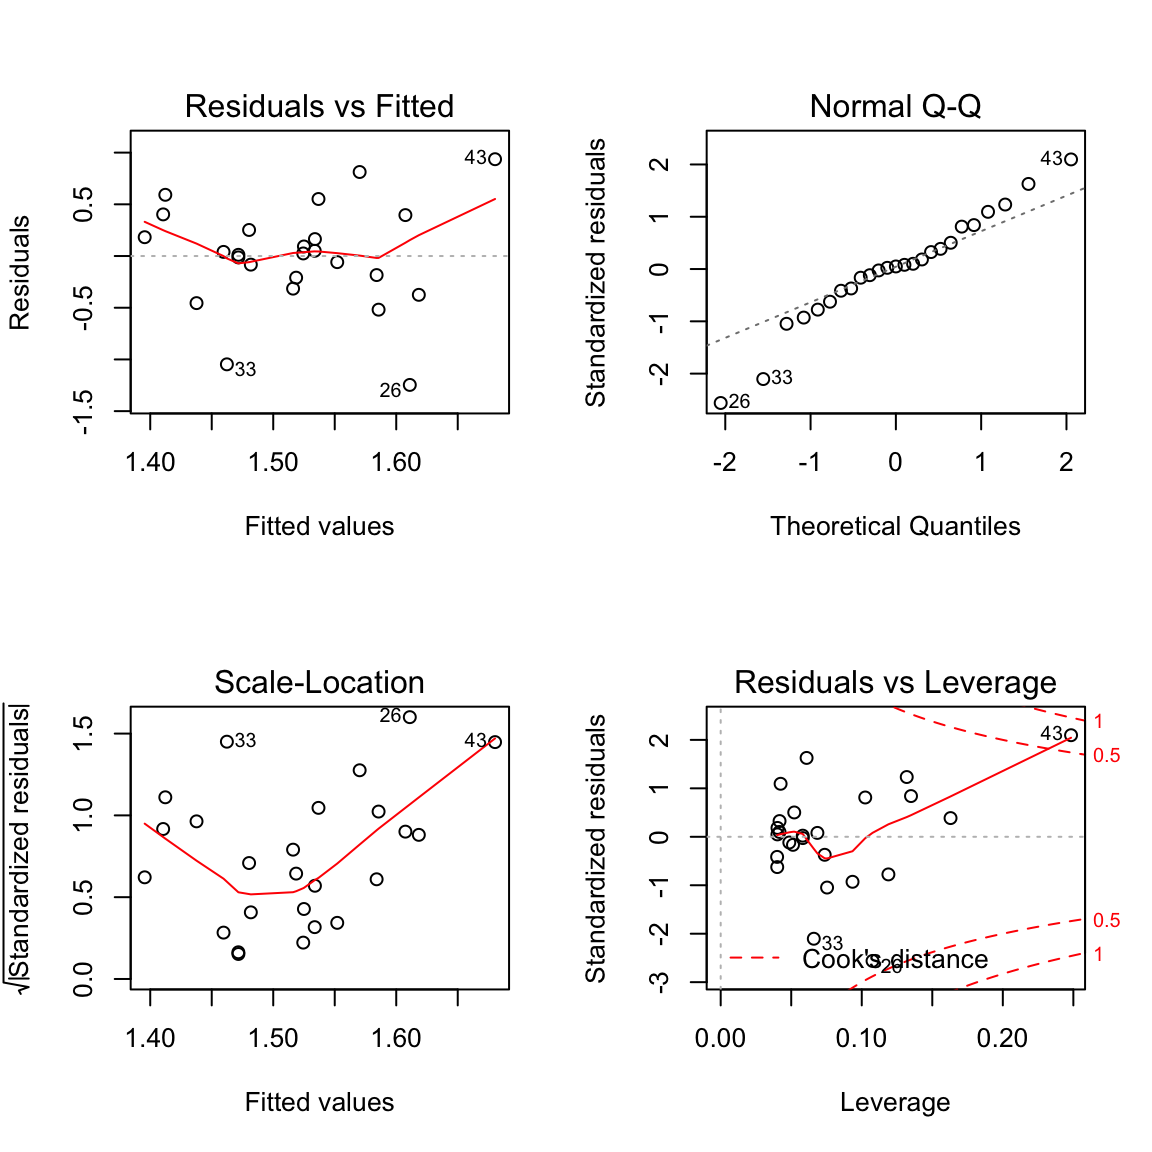 Residuals vs Fitted
Residuals
0.5
-0.5
-1.5
43
33
26
1.40 1.50 1.60
Fitted values
Normal Q-Q
Standardized residuals
2
1
0
-1
-2
43
33
26
-2 -1 0 1 2
Theoretical Quantiles
Scale-Location
√|Standardized residuals|
1.5
1.0
0.5
0.0
26
33
43
1.40 1.50 1.60
Fitted values
Residuals vs Leverage
Standardized residuals
2
1
0
-1
-2
-3
43
1
0.5
0.5
1
33
26
Cook's distance
0.00 0.10 0.20
Leverage